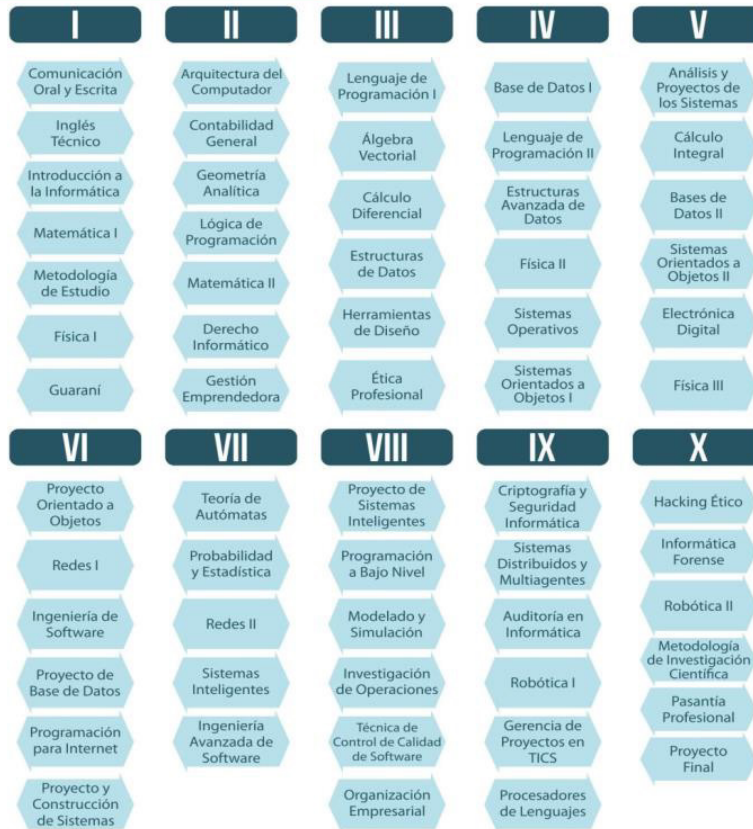 I
Comunicación
Oral y Escrita
Inglés
Técnico
Introducción a
la Informática
Matemática I
Metodología
de Estudio
Física I
Guaraní
II
Arquitectura del
Computador
Contabilidad
General
Geometría
Analítica
Lógica de
Programación
Matemática II
Derecho
Informático
Gestión
Emprendedora
III
Lenguaje de
Programación I
Álgebra
Vectorial
Cálculo
Diferencial
Estructuras
de Datos
Herramientas
de Diseño
Ética
Profesional
IV
Base de Datos I
Lenguaje de
Programación II
Estructuras
Avanzada de
Datos
Física II
Sistemas
Operativos
Sistemas
Orientados a
Objetos I
V
Análisis y
Proyectos de
los Sistemas
Cálculo
Integral
Bases de
Datos II
Sistemas
Orientados a
Objetos II
Electrónica
Digital
Física III
VI
Proyecto
Orientado a
Objetos
Redes I
Ingeniería de
Software
Proyecto de
Base de Datos
Programación
para Internet
Proyecto y
Construcción
de Sistemas
VII
Teoría de
Autómatas
Probabilidad
y Estadística
Redes II
Sistemas
Inteligentes
Ingeniería
Avanzada de
Software
VIII
Proyecto de
Sistemas
Inteligentes
Programación
a Bajo Nivel
Modelado y
Simulación
Investigación
de Operaciones
Técnica de
Control de Calidad
de Software
Organización
Empresarial
IX
Criptografía y
Seguridad
Informática
Sistemas
Distribuidos y
Multiagentes
Auditoría en
Informática
Robótica I
Gerencia de
Proyectos en
TICS
Procesadores
de Lenguajes
X
Hacking Ético
Informática
Forense
Robótica II
Metodología
de Investigación
Científica
Pasantía
Profesional
Proyecto
Final